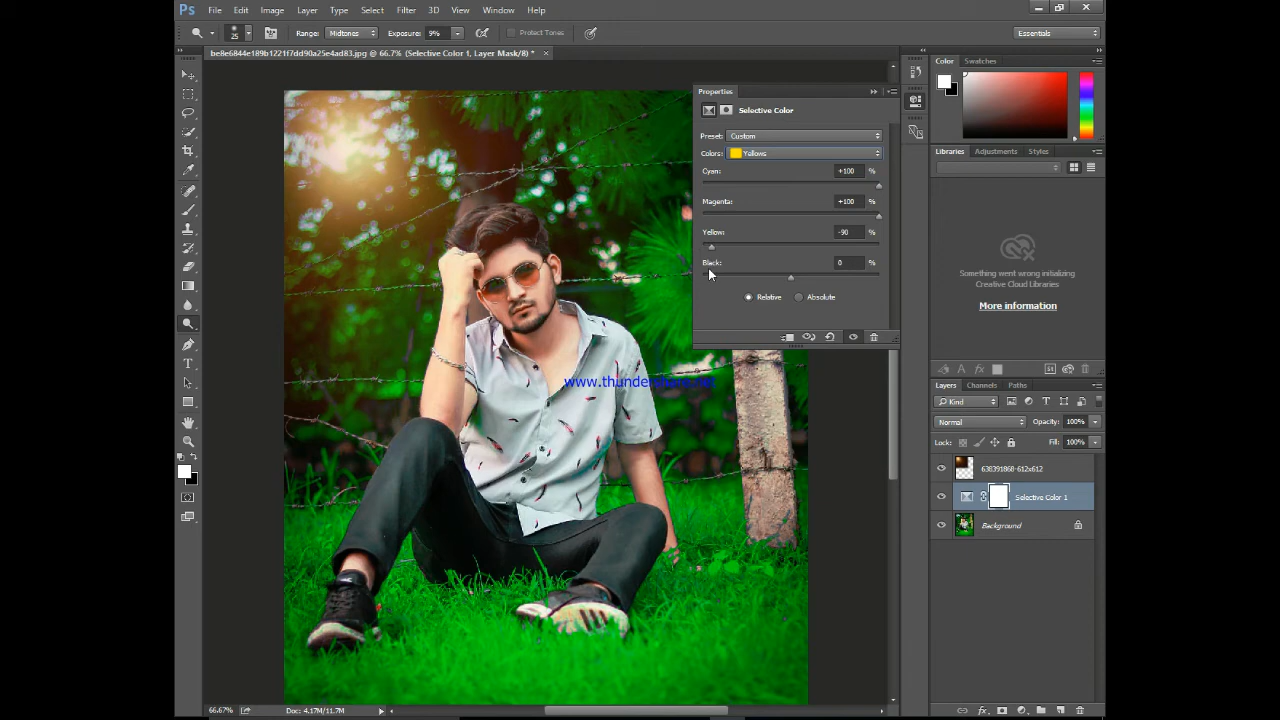 Ps File Edit Image Layer Type Select Filter 3D View Window Help
25 Range: Midtones Exposure: 9% Protect Tones Essentials
be8e6844e189b1221f7dd90a25e4ad83.jpg @ 66.7% (Selective Color 1, Layer Mask/8) *
Properties
Selective Color
Preset: Custom
Colors: Yellows
Cyan: +100 %
Magenta: +100 %
Yellow: -90 %
Black: 0 %
Relative Absolute
Color Swatches
Libraries Adjustments Styles
Something went wrong initializing
Creative Cloud Libraries
More information
Layers Channels Paths
Kind
Normal Opacity: 100%
Lock: Fill: 100%
638391868-612x612
Selective Color 1
Background
66.67% Doc: 4.17M/11.7M